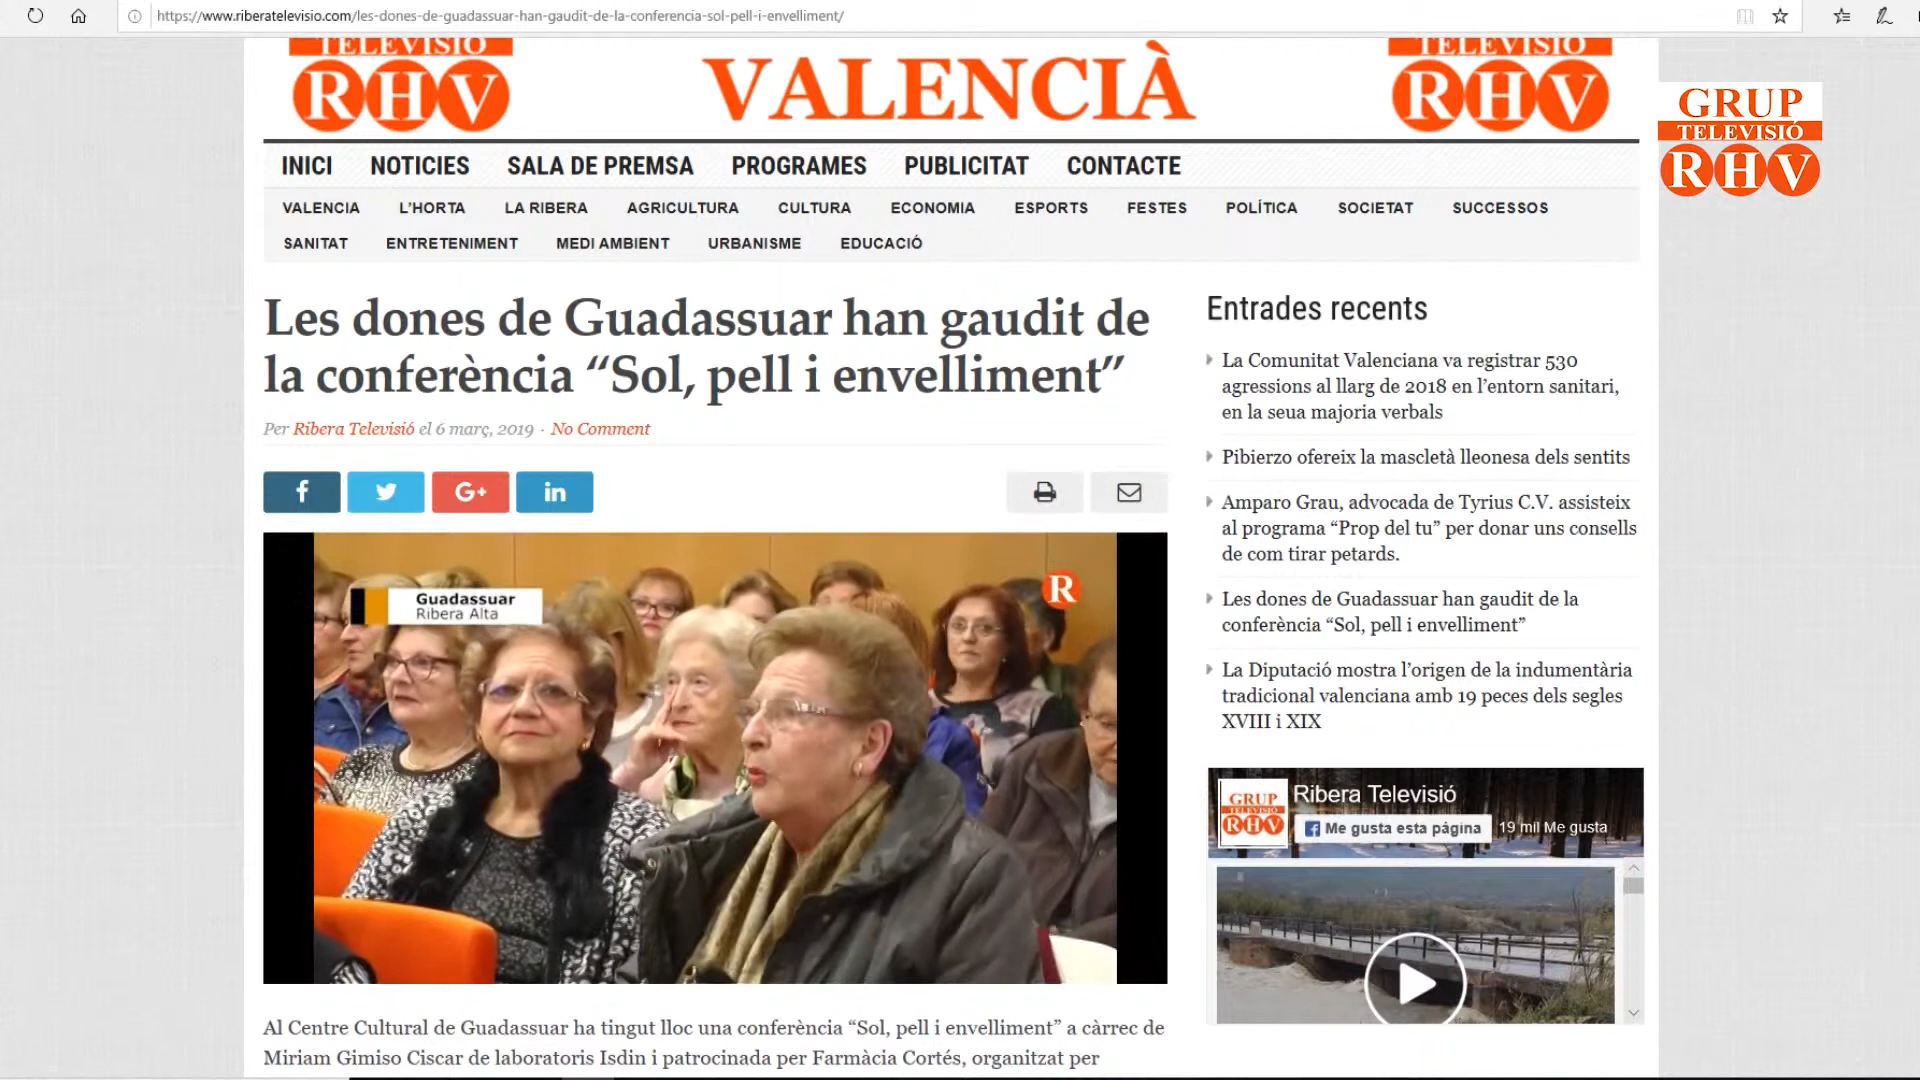 https://www.riberatelevisio.com/les-dones-de-guadassuar-han-gaudit-de-la-conferencia-sol-pell-i-envelliment/
TELEVISIÓ
RHV
VALENCIÀ
TELEVISIÓ
RHV
GRUP
TELEVISIÓ
RHV
INICI NOTICIES SALA DE PREMSA PROGRAMES PUBLICITAT CONTACTE
VALENCIA L'HORTA LA RIBERA AGRICULTURA CULTURA ECONOMIA ESPORTS FESTES POLÍTICA SOCIETAT SUCCESSOS
SANITAT ENTRETENIMENT MEDI AMBIENT URBANISME EDUCACIÓ
Les dones de Guadassuar han gaudit de
la conferència “Sol, pell i envelliment”
Per Ribera Televisió el 6 març, 2019 · No Comment
f
G+
in
Guadassuar
Ribera Alta
R
Al Centre Cultural de Guadassuar ha tingut lloc una conferència “Sol, pell i envelliment” a càrrec de
Miriam Gimiso Ciscar de laboratoris Isdin i patrocinada per Farmàcia Cortés, organitzat per
Entrades recents
La Comunitat Valenciana va registrar 530
agressions al llarg de 2018 en l’entorn sanitari,
en la seua majoria verbals
Pibierzo ofereix la mascletà lleonesa dels sentits
Amparo Grau, advocada de Tyrius C.V. assisteix
al programa “Prop del tu” per donar uns consells
de com tirar petards.
Les dones de Guadassuar han gaudit de la
conferència “Sol, pell i envelliment”
La Diputació mostra l’origen de la indumentària
tradicional valenciana amb 19 peces dels segles
XVIII i XIX
GRUP
TELEVISIÓ
RHV
Ribera Televisió
f Me gusta esta página 19 mil Me gusta